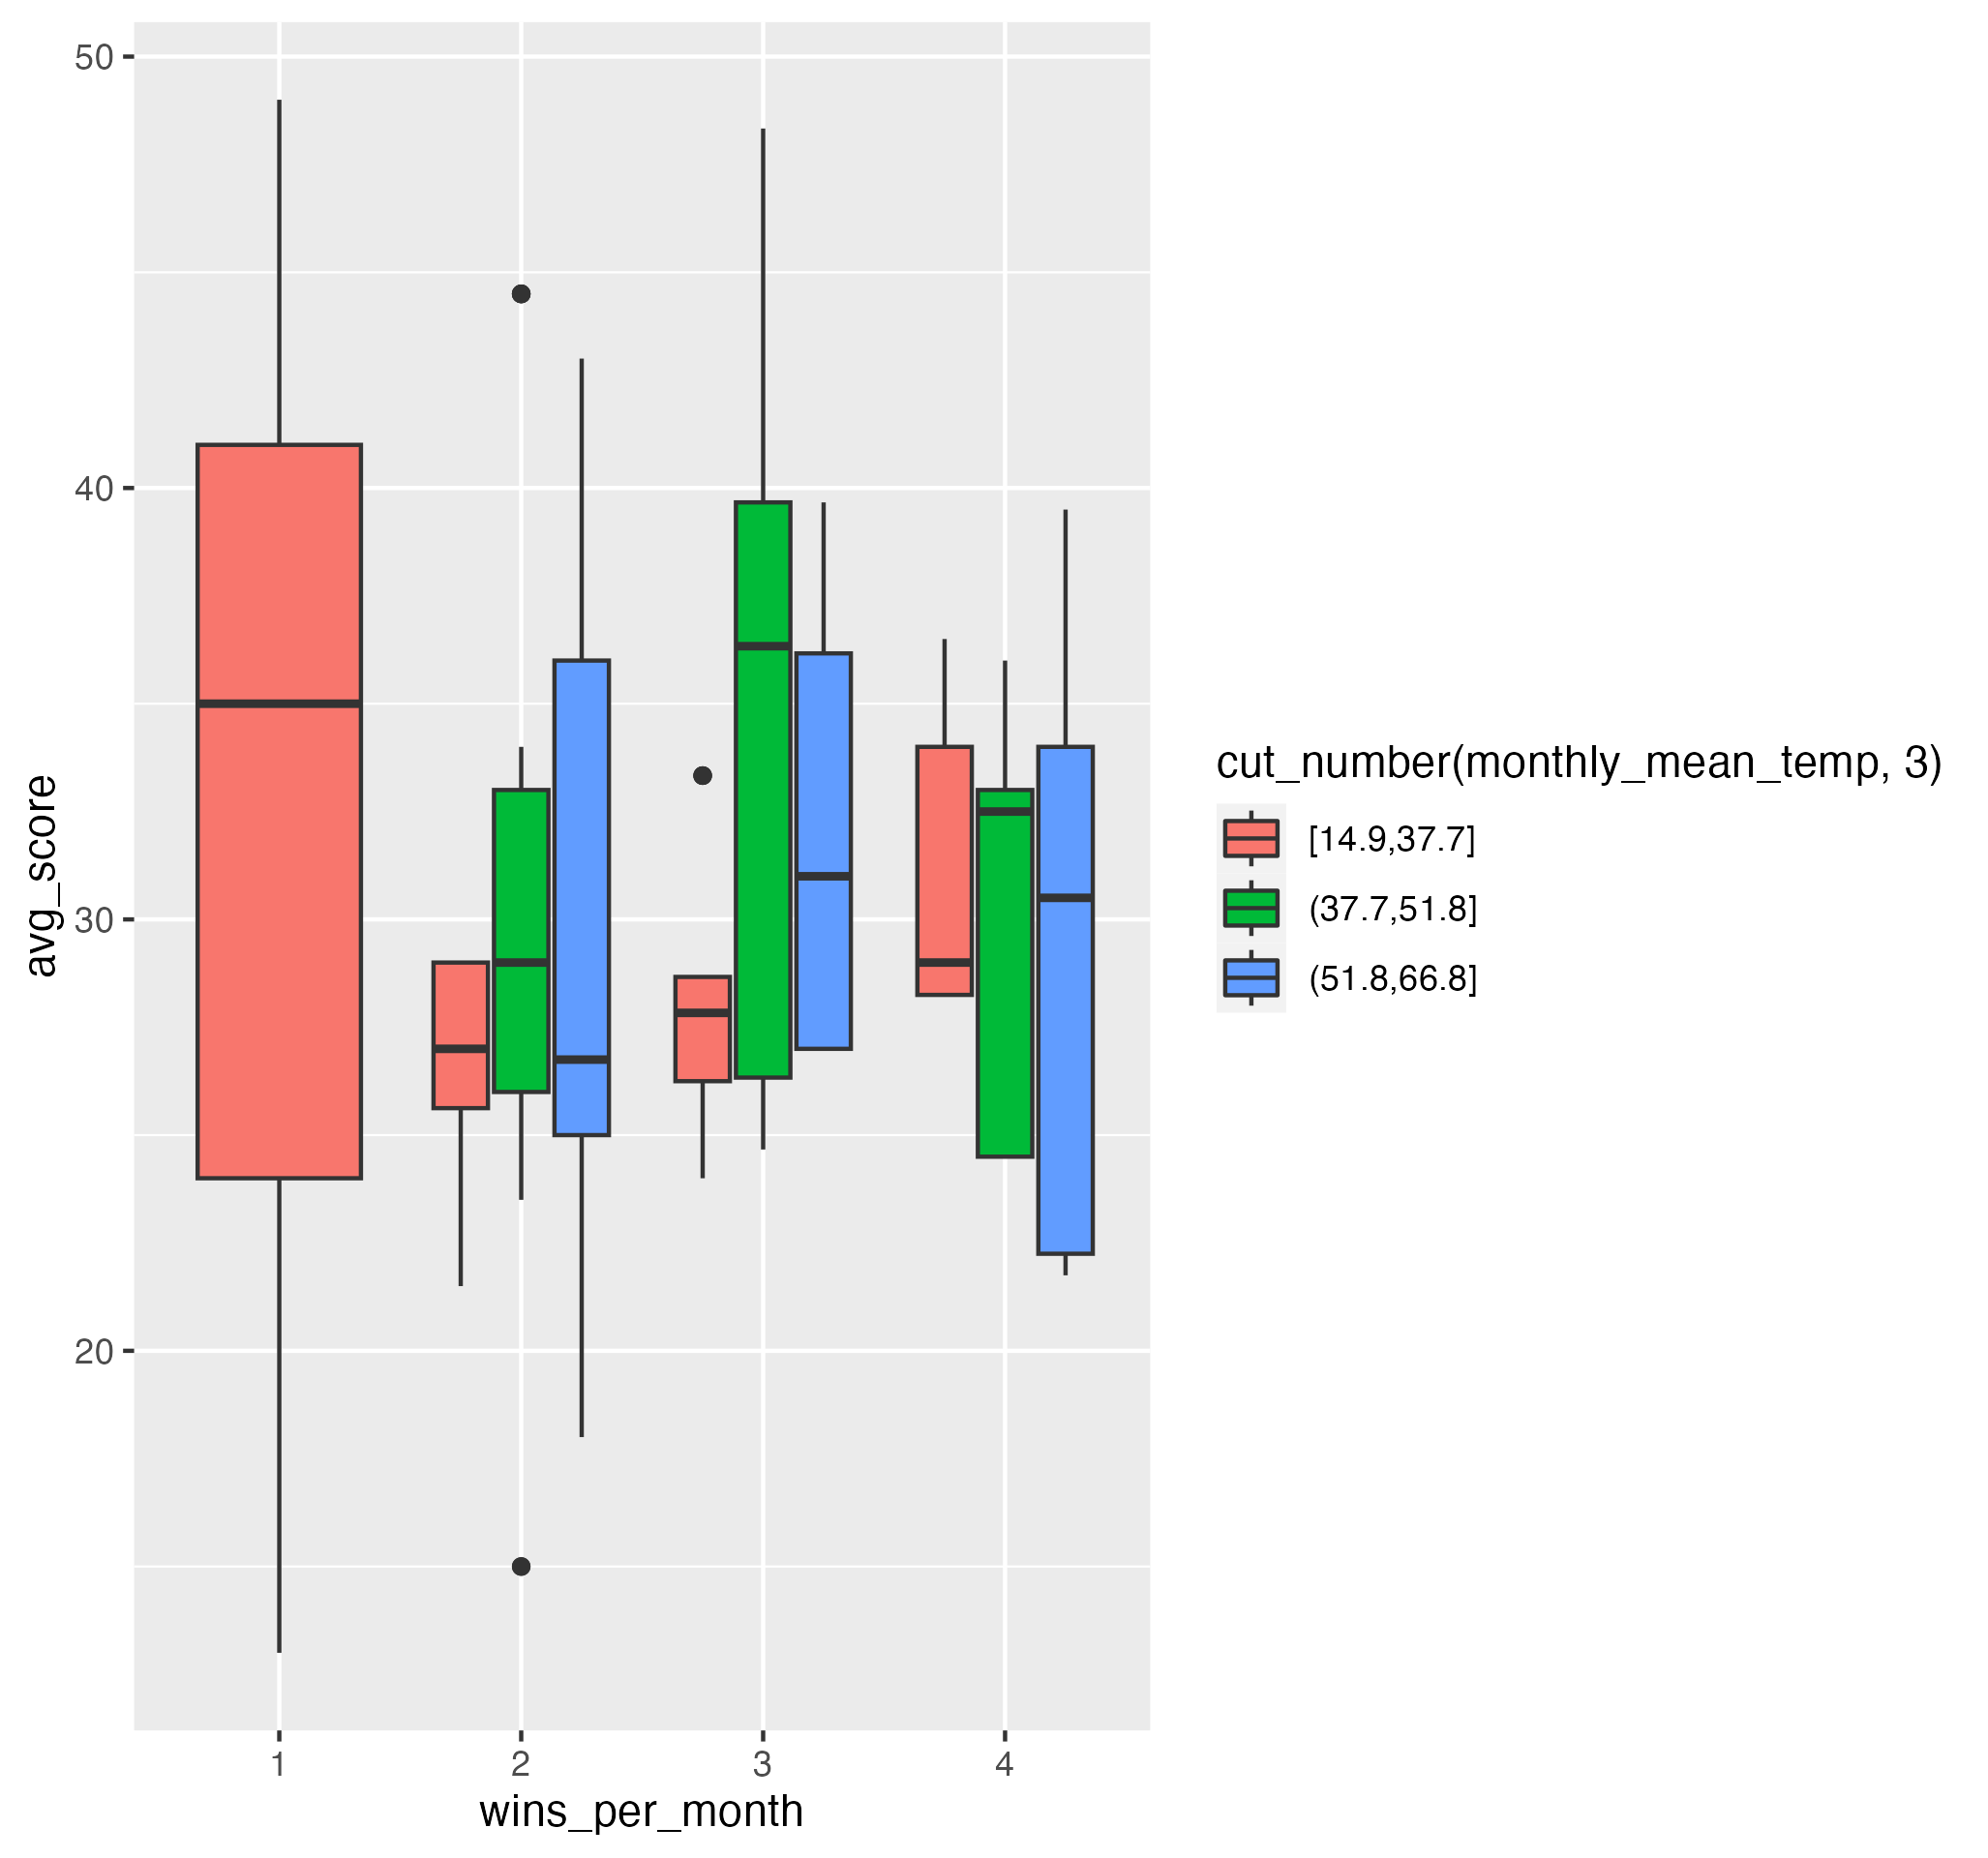 50
40
30
20
avg_score
1 2 3 4
wins_per_month
cut_number(monthly_mean_temp, 3)
[14.9,37.7]
(37.7,51.8]
(51.8,66.8]